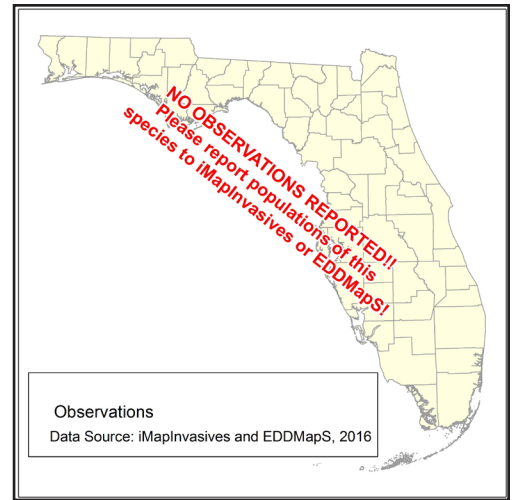 NO OBSERVATIONS REPORTED!!
Please report populations of this
species to iMapInvasives or EDDMapS!
Observations
Data Source: iMapInvasives and EDDMapS, 2016